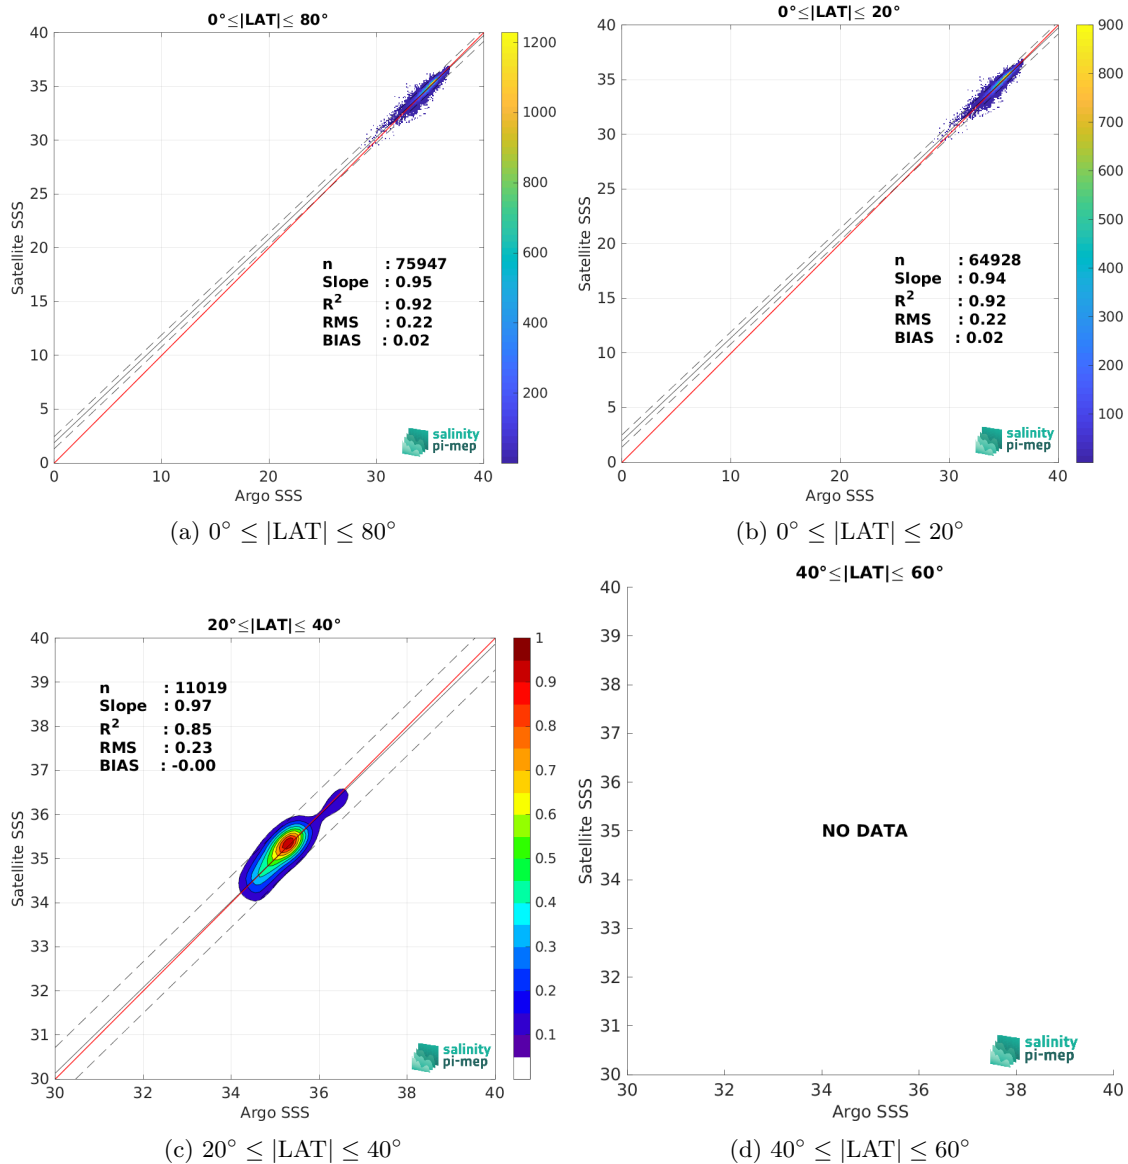 0°≤|LAT|≤ 80°
40
35
30
25
20
15
10
5
0
0
10
20
30
40
Satellite SSS
Argo SSS
n : 75947
Slope : 0.95
R2 : 0.92
RMS : 0.22
BIAS : 0.02
salinity
pi-mep
1200
1000
800
600
400
200
(a) 0° ≤ |LAT| ≤ 80°
0°≤|LAT|≤ 20°
40
35
30
25
20
15
10
5
0
0
10
20
30
40
Satellite SSS
Argo SSS
n : 64928
Slope : 0.94
R2 : 0.92
RMS : 0.22
BIAS : 0.02
salinity
pi-mep
900
800
700
600
500
400
300
200
100
(b) 0° ≤ |LAT| ≤ 20°
20°≤|LAT|≤ 40°
40
39
38
37
36
35
34
33
32
31
30
30
32
34
36
38
40
Satellite SSS
Argo SSS
n : 11019
Slope : 0.97
R2 : 0.85
RMS : 0.23
BIAS : -0.00
salinity
pi-mep
1
0.9
0.8
0.7
0.6
0.5
0.4
0.3
0.2
0.1
(c) 20° ≤ |LAT| ≤ 40°
40°≤|LAT|≤ 60°
40
39
38
37
36
35
34
33
32
31
30
30
32
34
36
38
40
Satellite SSS
Argo SSS
NO DATA
salinity
pi-mep
(d) 40° ≤ |LAT| ≤ 60°